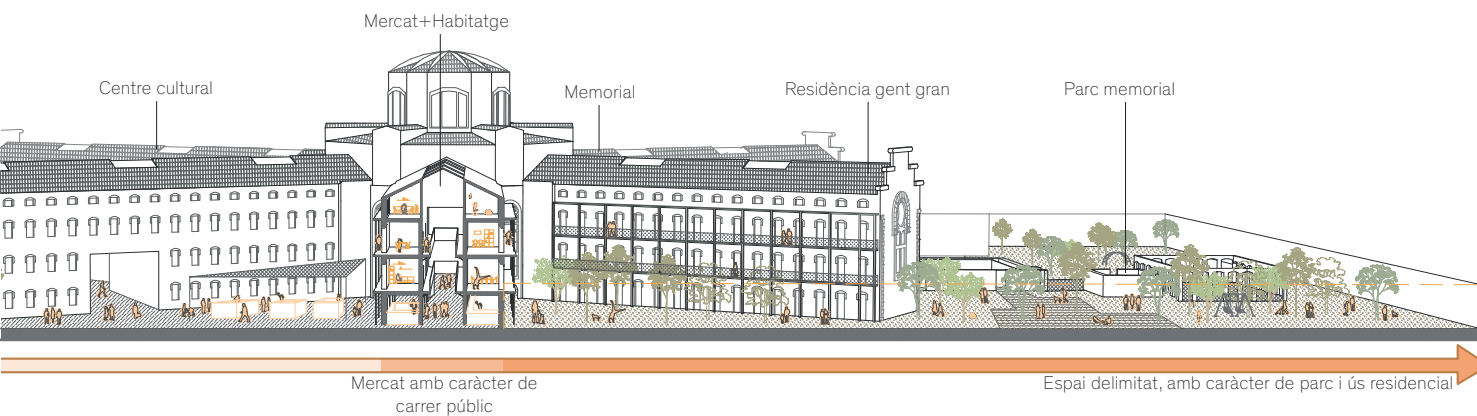 Mercat+Habitatge
Centre cultural
Memorial
Residència gent gran
Parc memorial
Mercat amb caràcter de
carrer públic
Espai delimitat, amb caràcter de parc i ús residencial